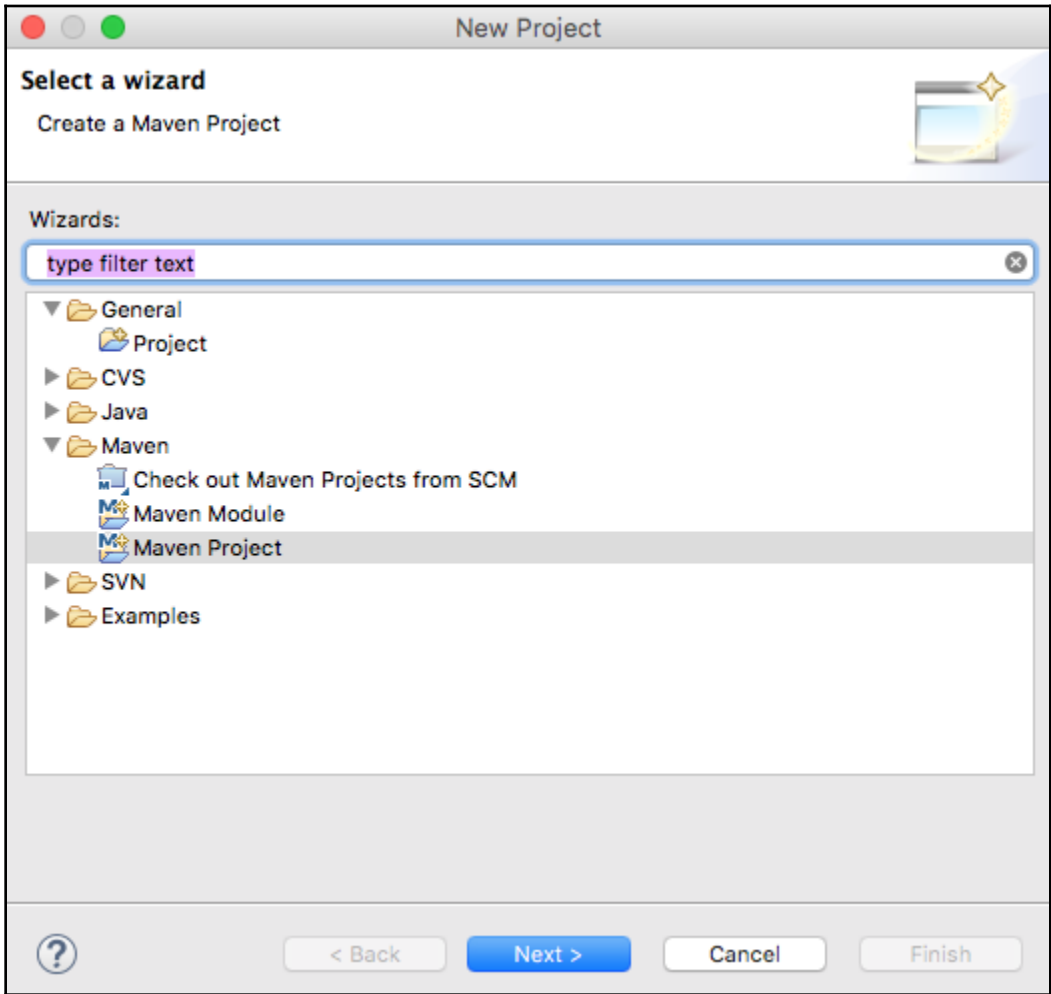 New Project
Select a wizard
Create a Maven Project
Wizards:
type filter text
General
Project
CVS
Java
Maven
Check out Maven Projects from SCM
Maven Module
Maven Project
SVN
Examples
? < Back Next > Cancel Finish